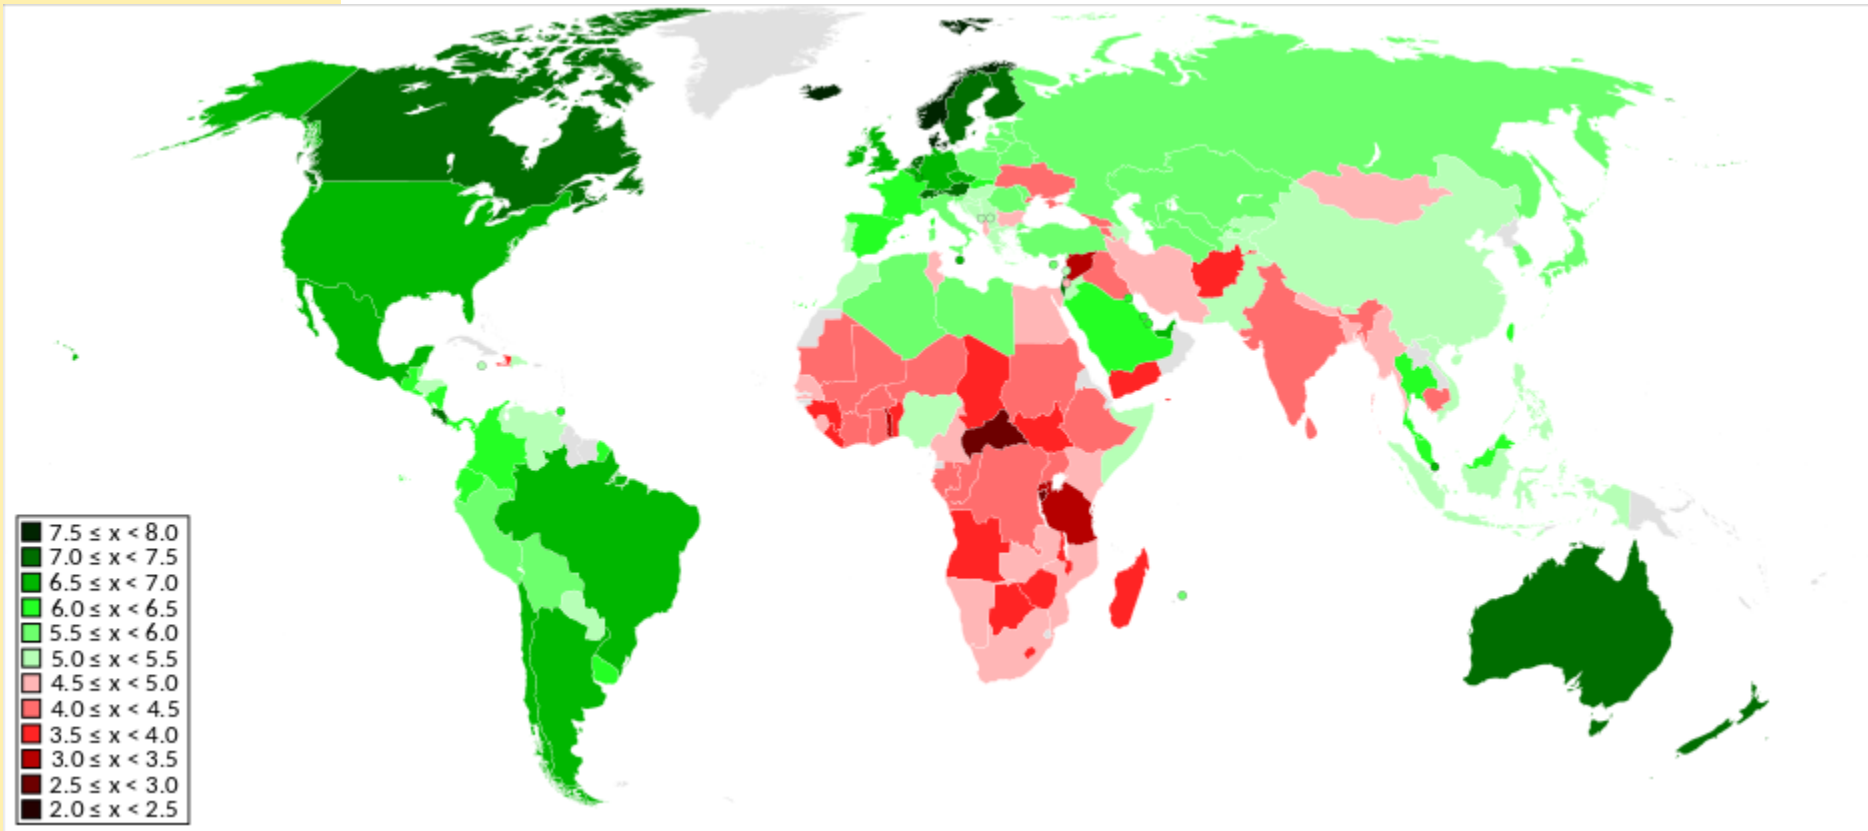 7.5 ≤ x < 8.0
7.0 ≤ x < 7.5
6.5 ≤ x < 7.0
6.0 ≤ x < 6.5
5.5 ≤ x < 6.0
5.0 ≤ x < 5.5
4.5 ≤ x < 5.0
4.0 ≤ x < 4.5
3.5 ≤ x < 4.0
3.0 ≤ x < 3.5
2.5 ≤ x < 3.0
2.0 ≤ x < 2.5